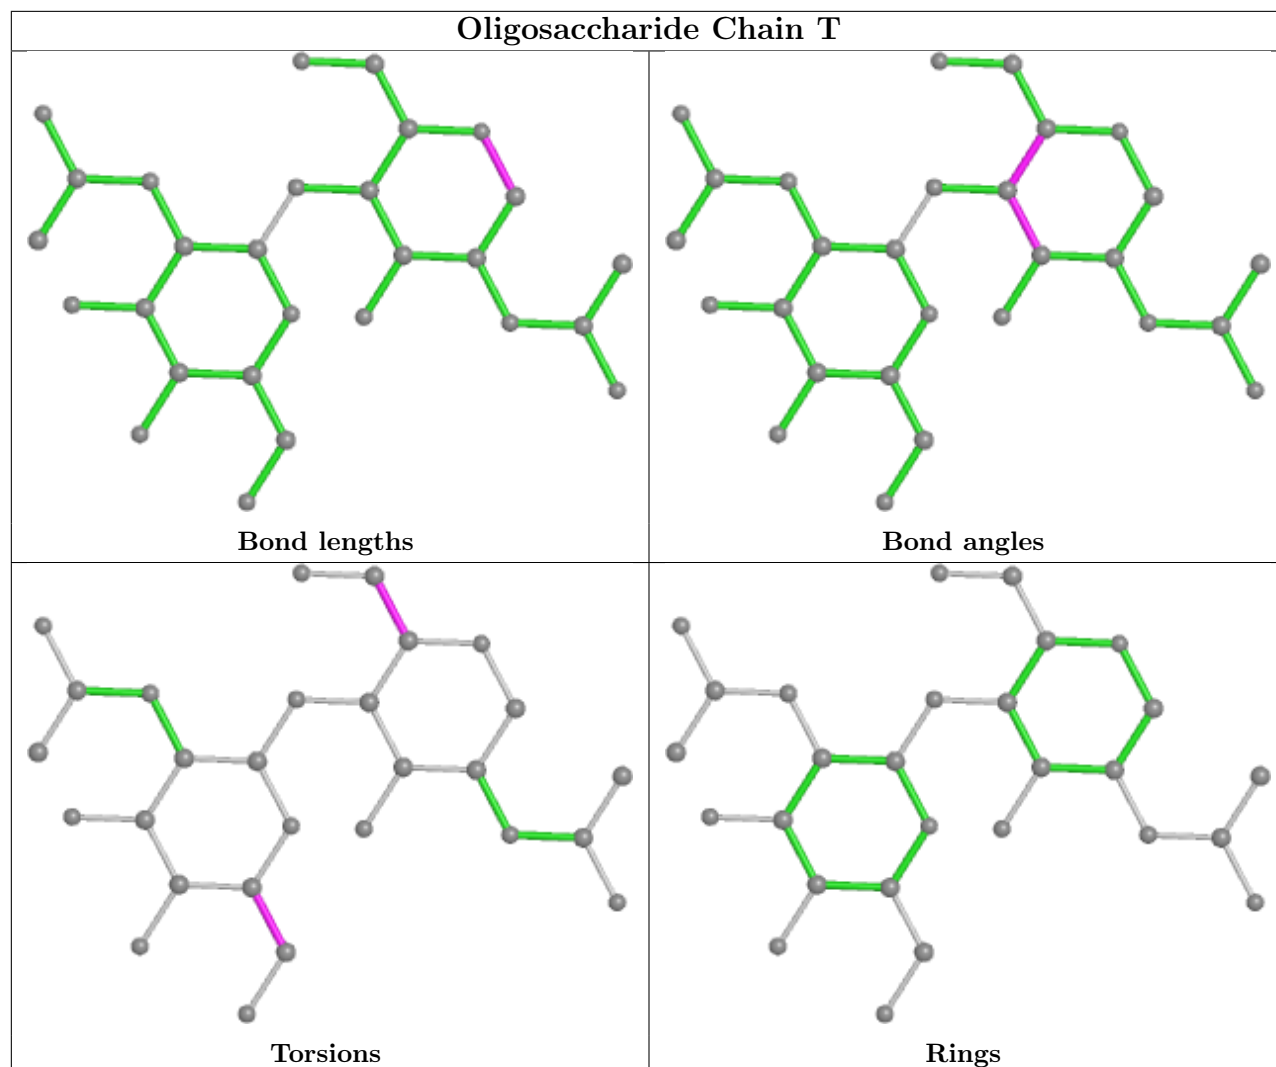 Oligosaccharide Chain T
Bond lengths
Bond angles
Torsions
Rings